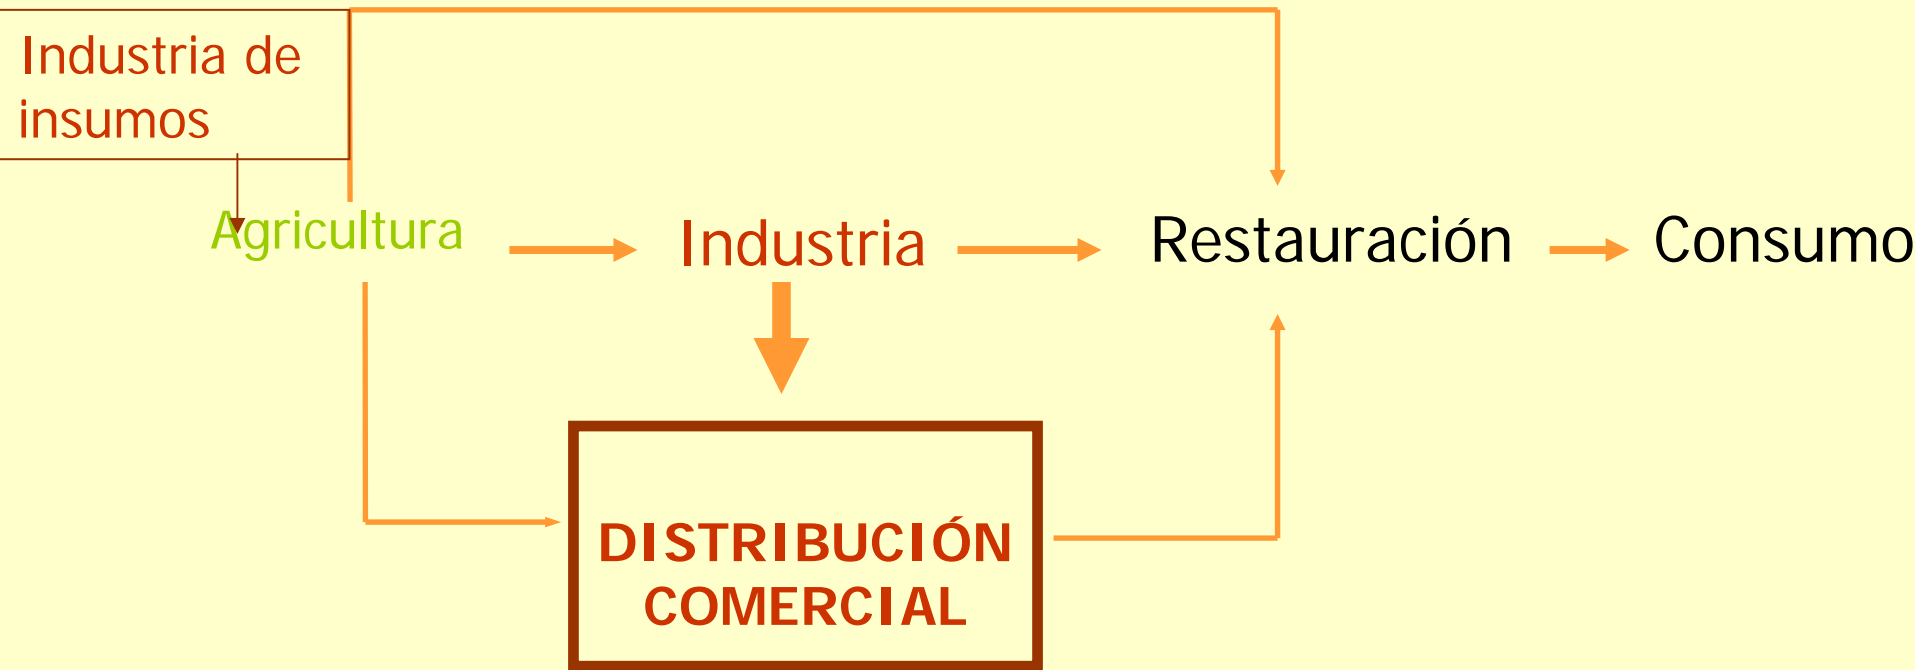 Industria de
insumos
Agricultura
Industria
Restauración
Consumo
DISTRIBUCIÓN
COMERCIAL